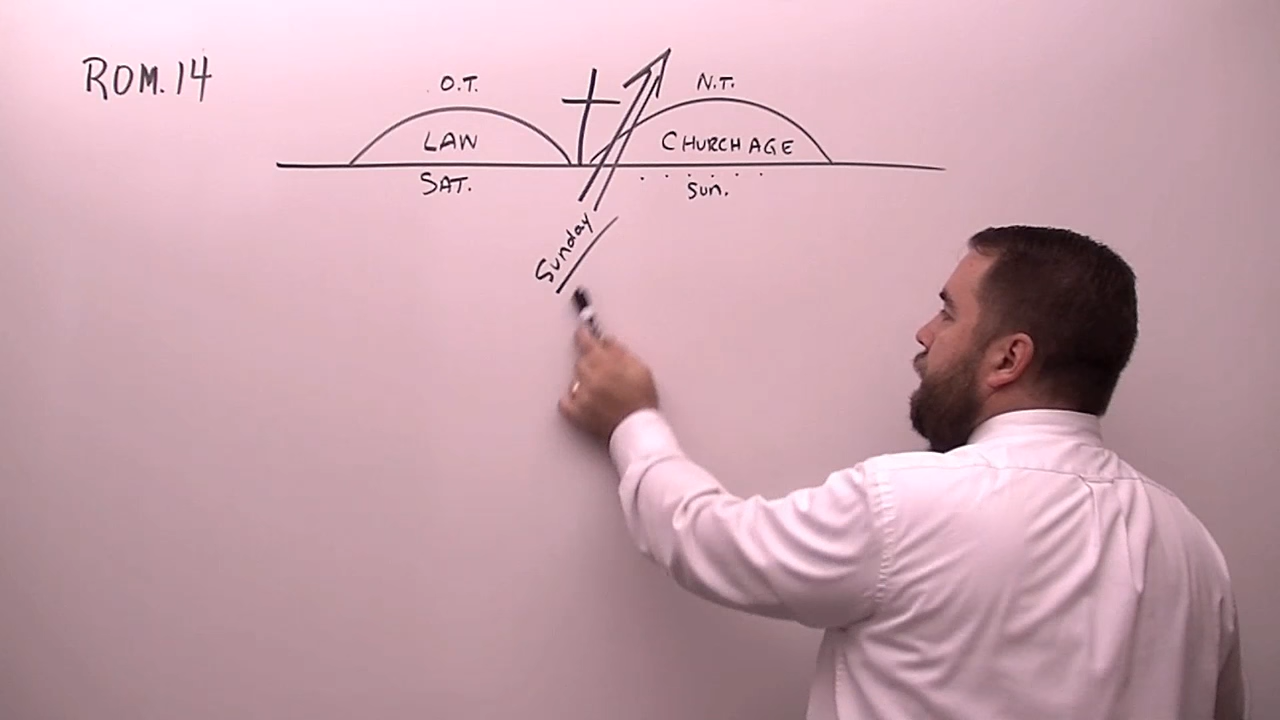 ROM. 14
O.T.
N.T.
LAW
CHURCH AGE
SAT.
Sun.
Sunday